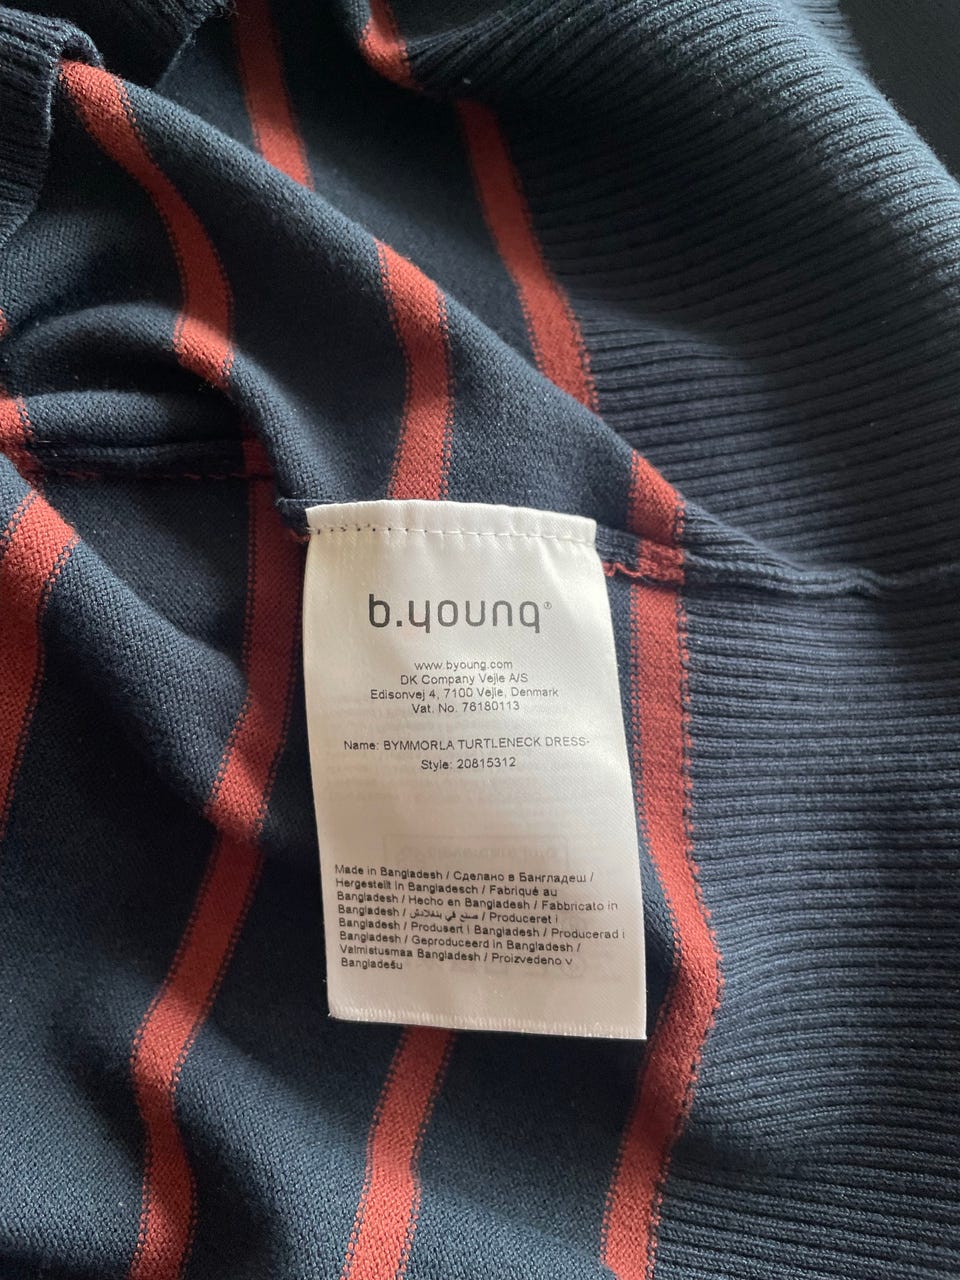 b.young®
www.byoung.com
DK Company Vejle A/S
Edisonvej 4, 7100 Vejle, Denmark
Vat. No. 76180113
Name: BYMMORLA TURTLENECK DRESS-
Style: 20815312
Made in Bangladesh / Сделано в Бангладеш /
Hergestellt in Bangladesch / Fabriqué au
Bangladesh / Hecho en Bangladesh / Fabbricato in
Bangladesh / صنع في بنغلادش / Produceret i
Bangladesh / Produsert i Bangladesh / Producerad i
Bangladesh / Geproduceerd in Bangladesh /
Valmistusmaa Bangladesh / Proizvedeno v
Bangladešu